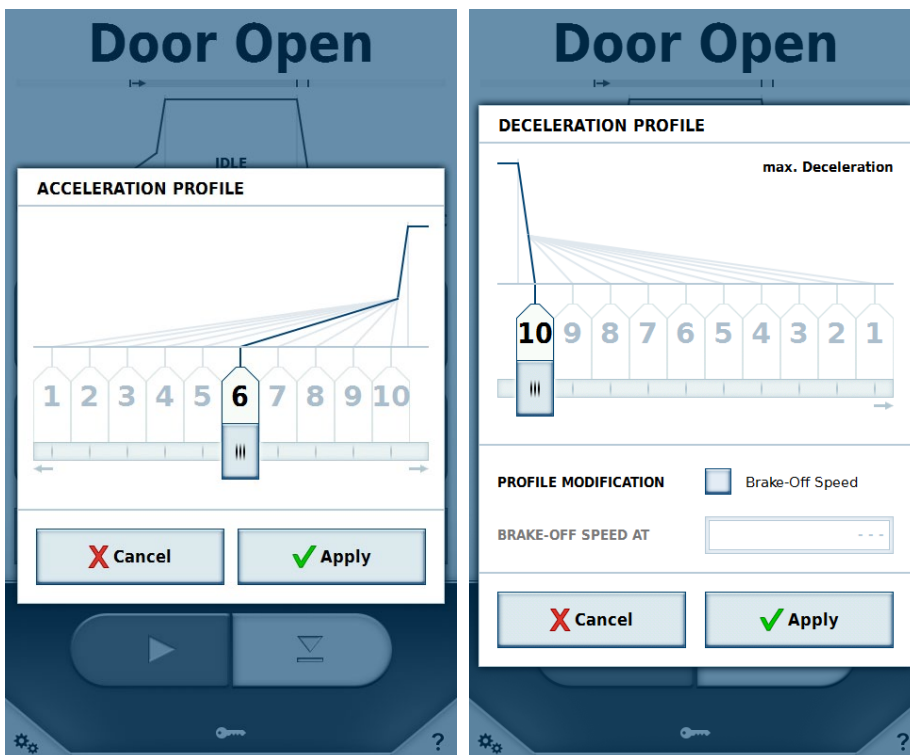 Door Open
IDLE
ACCELERATION PROFILE
1 2 3 4 5 6 7 8 9 10
Cancel Apply
?
Door Open
DECELERATION PROFILE
max. Deceleration
10 9 8 7 6 5 4 3 2 1
PROFILE MODIFICATION Brake-Off Speed
BRAKE-OFF SPEED AT - - -
Cancel Apply
?